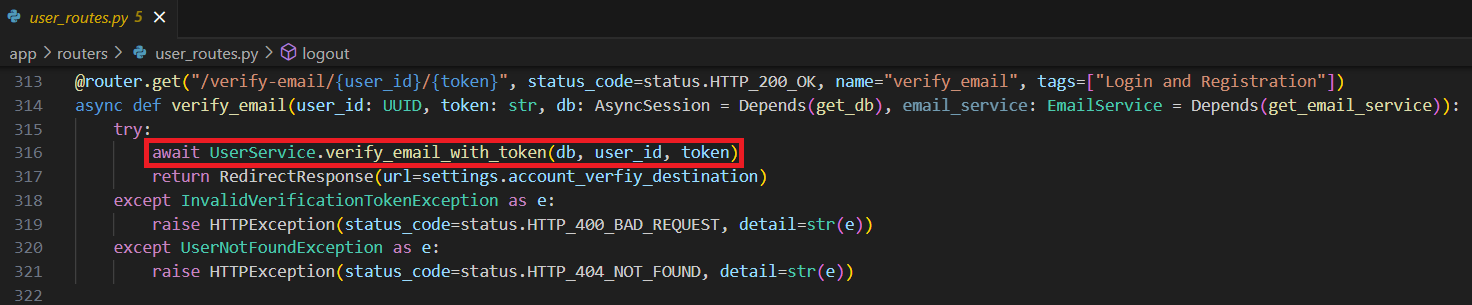 user_routes.py 5 ×
app > routers > user_routes.py > logout
313 @router.get("/verify-email/{user_id}/{token}", status_code=status.HTTP_200_OK, name="verify_email", tags=["Login and Registration"])
314 async def verify_email(user_id: UUID, token: str, db: AsyncSession = Depends(get_db), email_service: EmailService = Depends(get_email_service)):
315     try:
316         await UserService.verify_email_with_token(db, user_id, token)
317         return RedirectResponse(url=settings.account_verfiy_destination)
318     except InvalidVerificationTokenException as e:
319         raise HTTPException(status_code=status.HTTP_400_BAD_REQUEST, detail=str(e))
320     except UserNotFoundException as e:
321         raise HTTPException(status_code=status.HTTP_404_NOT_FOUND, detail=str(e))
322